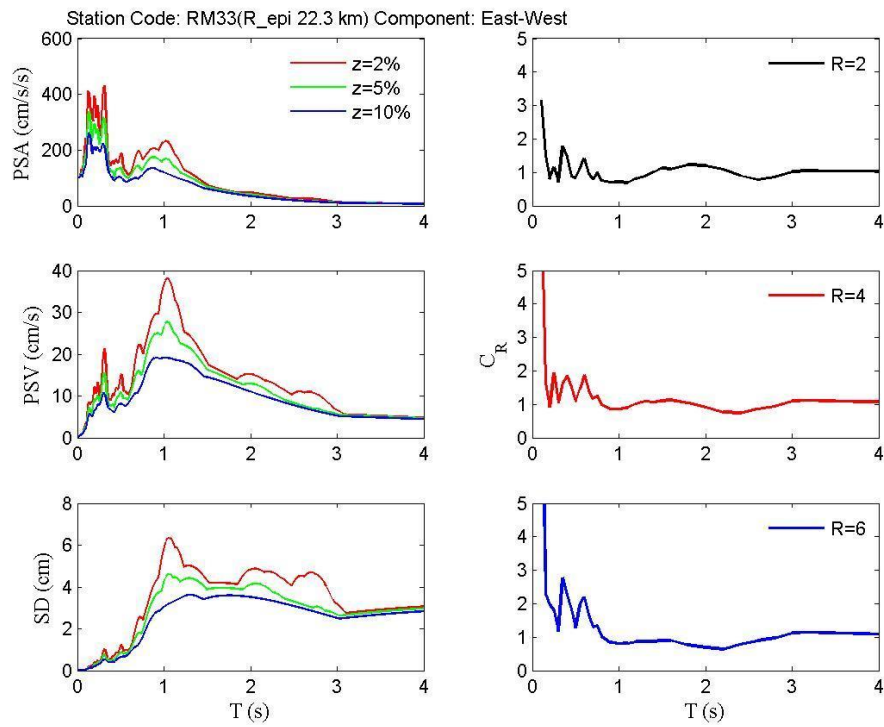 Station Code: RM33(R_epi 22.3 km) Component: East-West
PSA (cm/s/s)
600
400
200
0
0 1 2 3 4
z=2%
z=5%
z=10%
5
4
3
2
1
0
0 1 2 3 4
R=2
PSV (cm/s)
40
30
20
10
0
0 1 2 3 4
C_R
5
4
3
2
1
0
0 1 2 3 4
R=4
SD (cm)
8
6
4
2
0
0 1 2 3 4
T (s)
5
4
3
2
1
0
0 1 2 3 4
R=6
T (s)